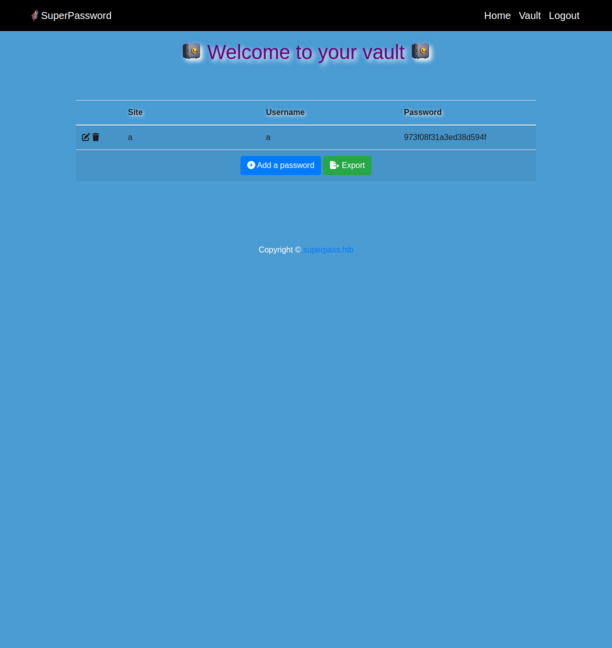 SuperPassword Home Vault Logout
Welcome to your vault
Site Username Password
a a 973f08f31a3ed38d594f
Add a password Export
Copyright © superpass.htb